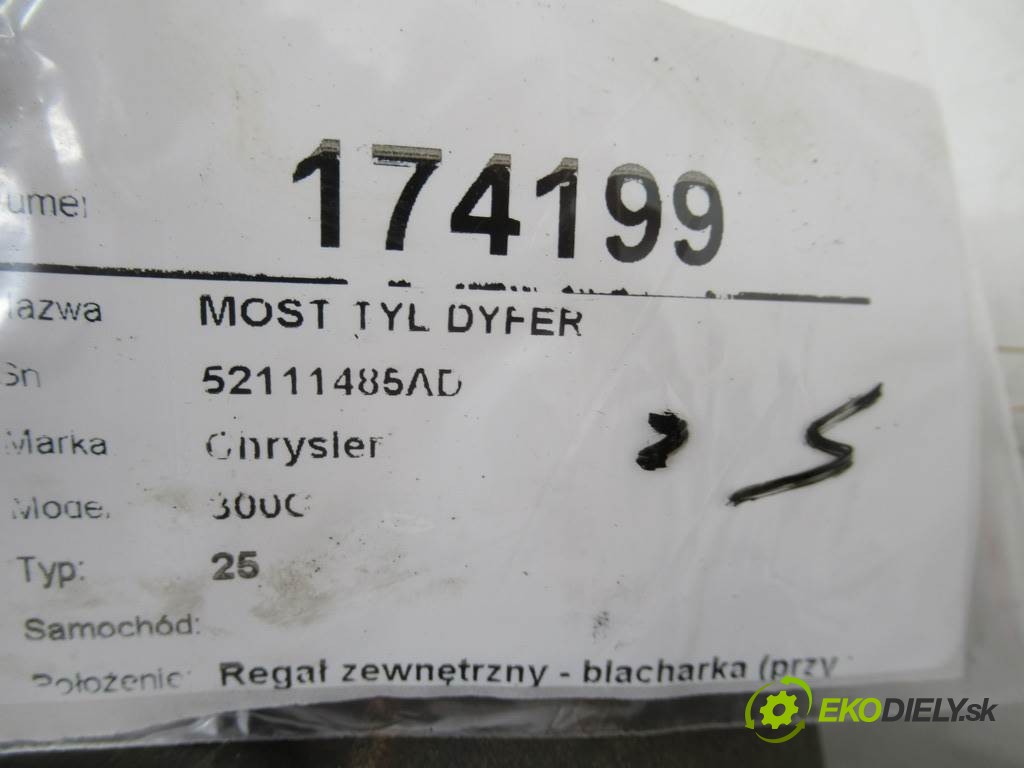 umer 174199
azwa MOST TYL DYFER
Sn 52111485AD
Marka Chrysler
Model 300C
Typ: 25
Samochód:
Położenie: Regał zewnętrzny - blacharka (przy
EKODIELY.sk